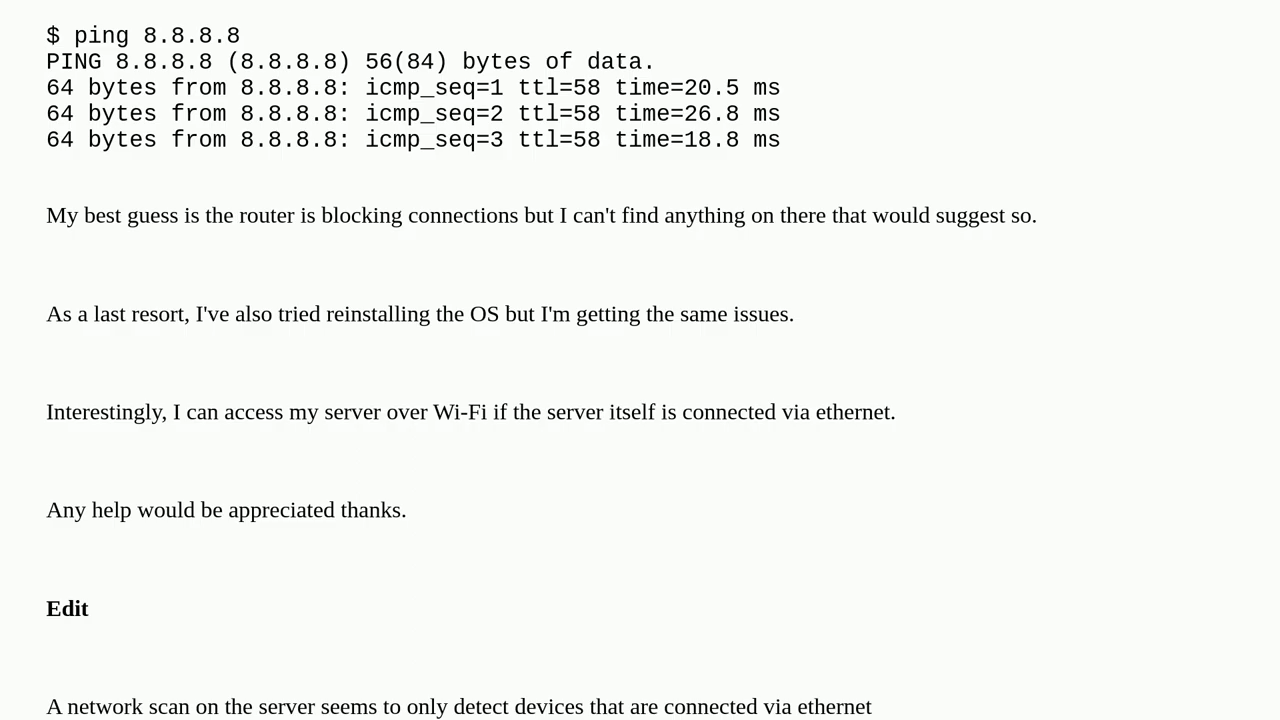 $ ping 8.8.8.8
PING 8.8.8.8 (8.8.8.8) 56(84) bytes of data.
64 bytes from 8.8.8.8: icmp_seq=1 ttl=58 time=20.5 ms
64 bytes from 8.8.8.8: icmp_seq=2 ttl=58 time=26.8 ms
64 bytes from 8.8.8.8: icmp_seq=3 ttl=58 time=18.8 ms
My best guess is the router is blocking connections but I can't find anything on there that would suggest so.
As a last resort, I've also tried reinstalling the OS but I'm getting the same issues.
Interestingly, I can access my server over Wi-Fi if the server itself is connected via ethernet.
Any help would be appreciated thanks.
Edit
A network scan on the server seems to only detect devices that are connected via ethernet